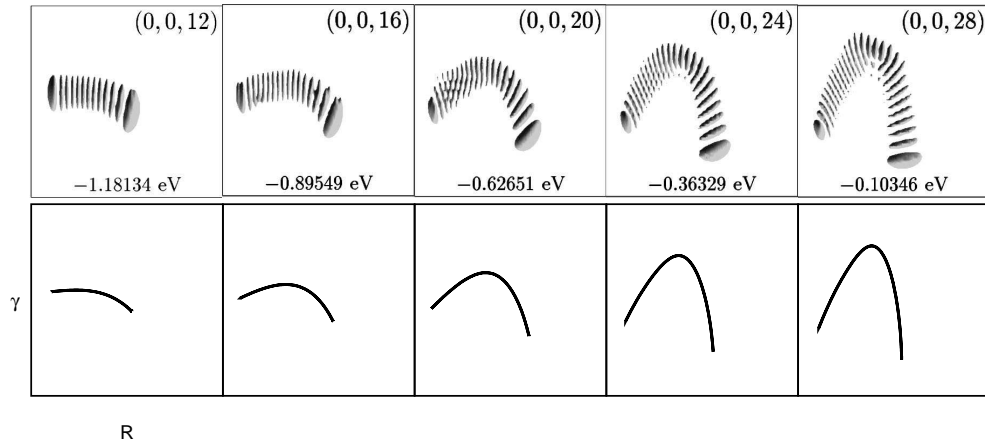 (0, 0, 12) (0, 0, 16) (0, 0, 20) (0, 0, 24) (0, 0, 28)
−1.18134 eV −0.89549 eV −0.62651 eV −0.36329 eV −0.10346 eV
γ
R